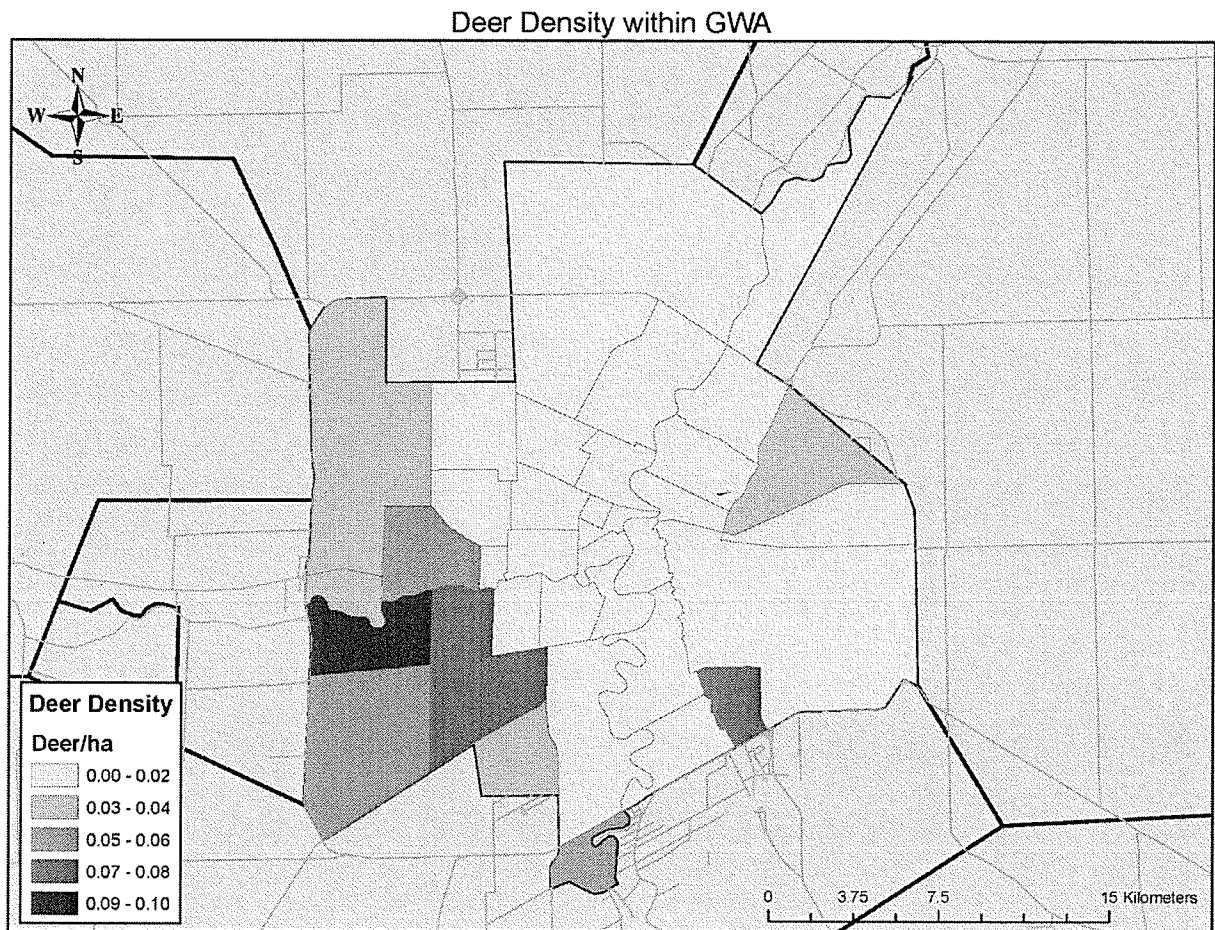 Deer Density within GWA
N
W E
S
Deer Density
Deer/ha
0.00 - 0.02
0.03 - 0.04
0.05 - 0.06
0.07 - 0.08
0.09 - 0.10
0 3.75 7.5 15 Kilometers